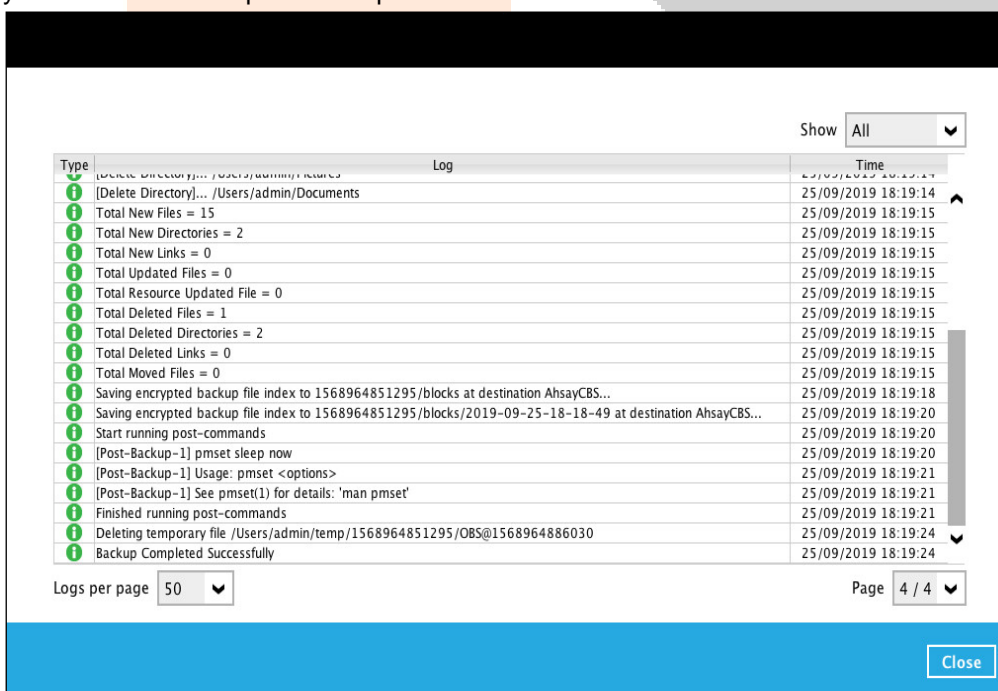 Show All
Type Log Time
[Delete Directory]... /Users/admin/Pictures 25/09/2019 18:19:14
[Delete Directory]... /Users/admin/Documents 25/09/2019 18:19:14
Total New Files = 15 25/09/2019 18:19:15
Total New Directories = 2 25/09/2019 18:19:15
Total New Links = 0 25/09/2019 18:19:15
Total Updated Files = 0 25/09/2019 18:19:15
Total Resource Updated File = 0 25/09/2019 18:19:15
Total Deleted Files = 1 25/09/2019 18:19:15
Total Deleted Directories = 2 25/09/2019 18:19:15
Total Deleted Links = 0 25/09/2019 18:19:15
Total Moved Files = 0 25/09/2019 18:19:15
Saving encrypted backup file index to 1568964851295/blocks at destination AhsayCBS... 25/09/2019 18:19:18
Saving encrypted backup file index to 1568964851295/blocks/2019-09-25-18-18-49 at destination AhsayCBS... 25/09/2019 18:19:20
Start running post-commands 25/09/2019 18:19:20
[Post-Backup-1] pmset sleep now 25/09/2019 18:19:20
[Post-Backup-1] Usage: pmset <options> 25/09/2019 18:19:21
[Post-Backup-1] See pmset(1) for details: 'man pmset' 25/09/2019 18:19:21
Finished running post-commands 25/09/2019 18:19:21
Deleting temporary file /Users/admin/temp/1568964851295/OBS@1568964886030 25/09/2019 18:19:24
Backup Completed Successfully 25/09/2019 18:19:24
Logs per page 50 Page 4 / 4
Close